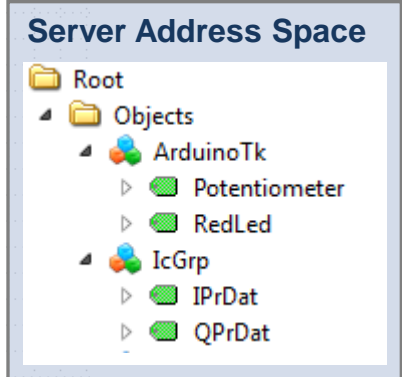 Server Address Space
Root
Objects
ArduinoTk
Potentiometer
RedLed
IcGrp
IPrDat
QPrDat